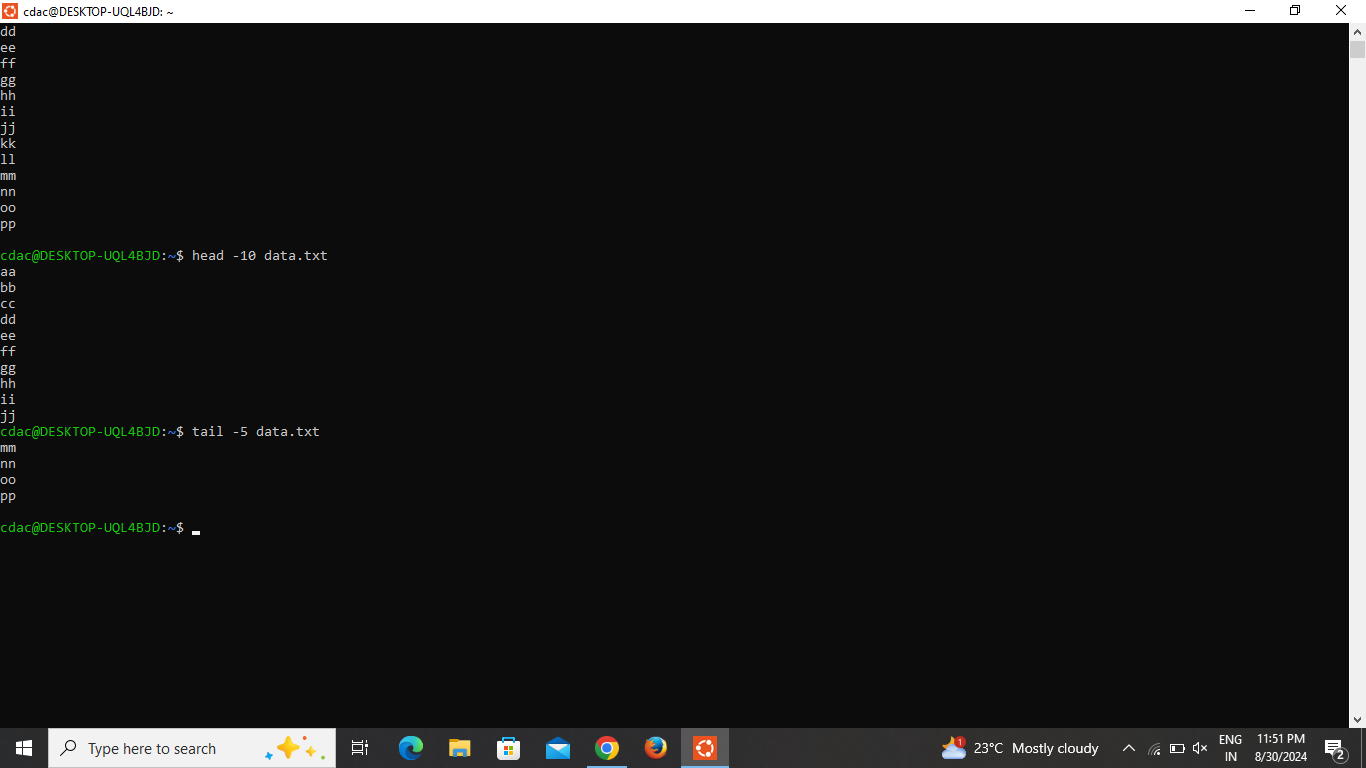 cdac@DESKTOP-UQL4BJD: ~
dd
ee
ff
gg
hh
ii
jj
kk
ll
mm
nn
oo
pp
cdac@DESKTOP-UQL4BJD:~$ head -10 data.txt
aa
bb
cc
dd
ee
ff
gg
hh
ii
jj
cdac@DESKTOP-UQL4BJD:~$ tail -5 data.txt
mm
nn
oo
pp
cdac@DESKTOP-UQL4BJD:~$
Type here to search
1
23°C Mostly cloudy
ENG
IN
11:51 PM
8/30/2024
2